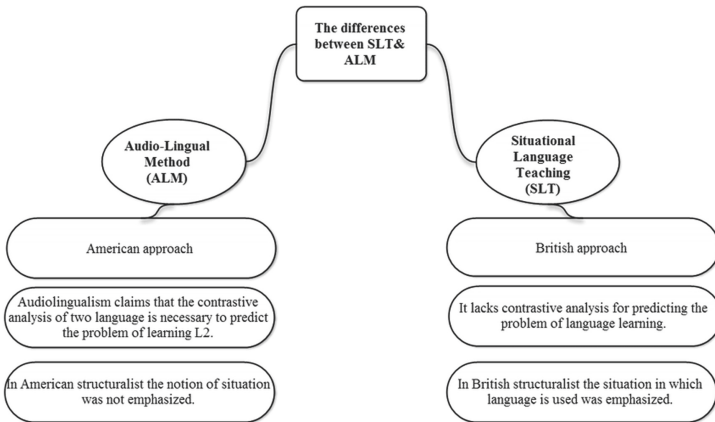 The differences
between SLT&
ALM
Audio-Lingual
Method
(ALM)
Situational
Language
Teaching
(SLT)
American approach
British approach
Audiolingualism claims that the contrastive
analysis of two language is necessary to predict
the problem of learning L2.
It lacks contrastive analysis for predicting the
problem of language learning.
In American structuralist the notion of situation
was not emphasized.
In British structuralist the situation in which
language is used was emphasized.